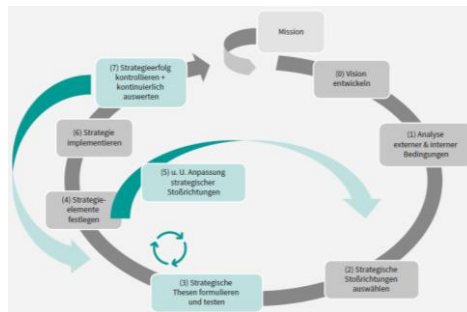 Mission
(0) Vision
entwickeln
(1) Analyse
externer & interner
Bedingungen
(2) Strategische
Stoßrichtungen
auswählen
(3) Strategische
Thesen formulieren
und testen
(4) Strategie-
elemente
festlegen
(5) u. U. Anpassung
strategischer
Stoßrichtungen
(6) Strategie
implementieren
(7) Strategieerfolg
kontrollieren +
kontinuierlich
auswerten